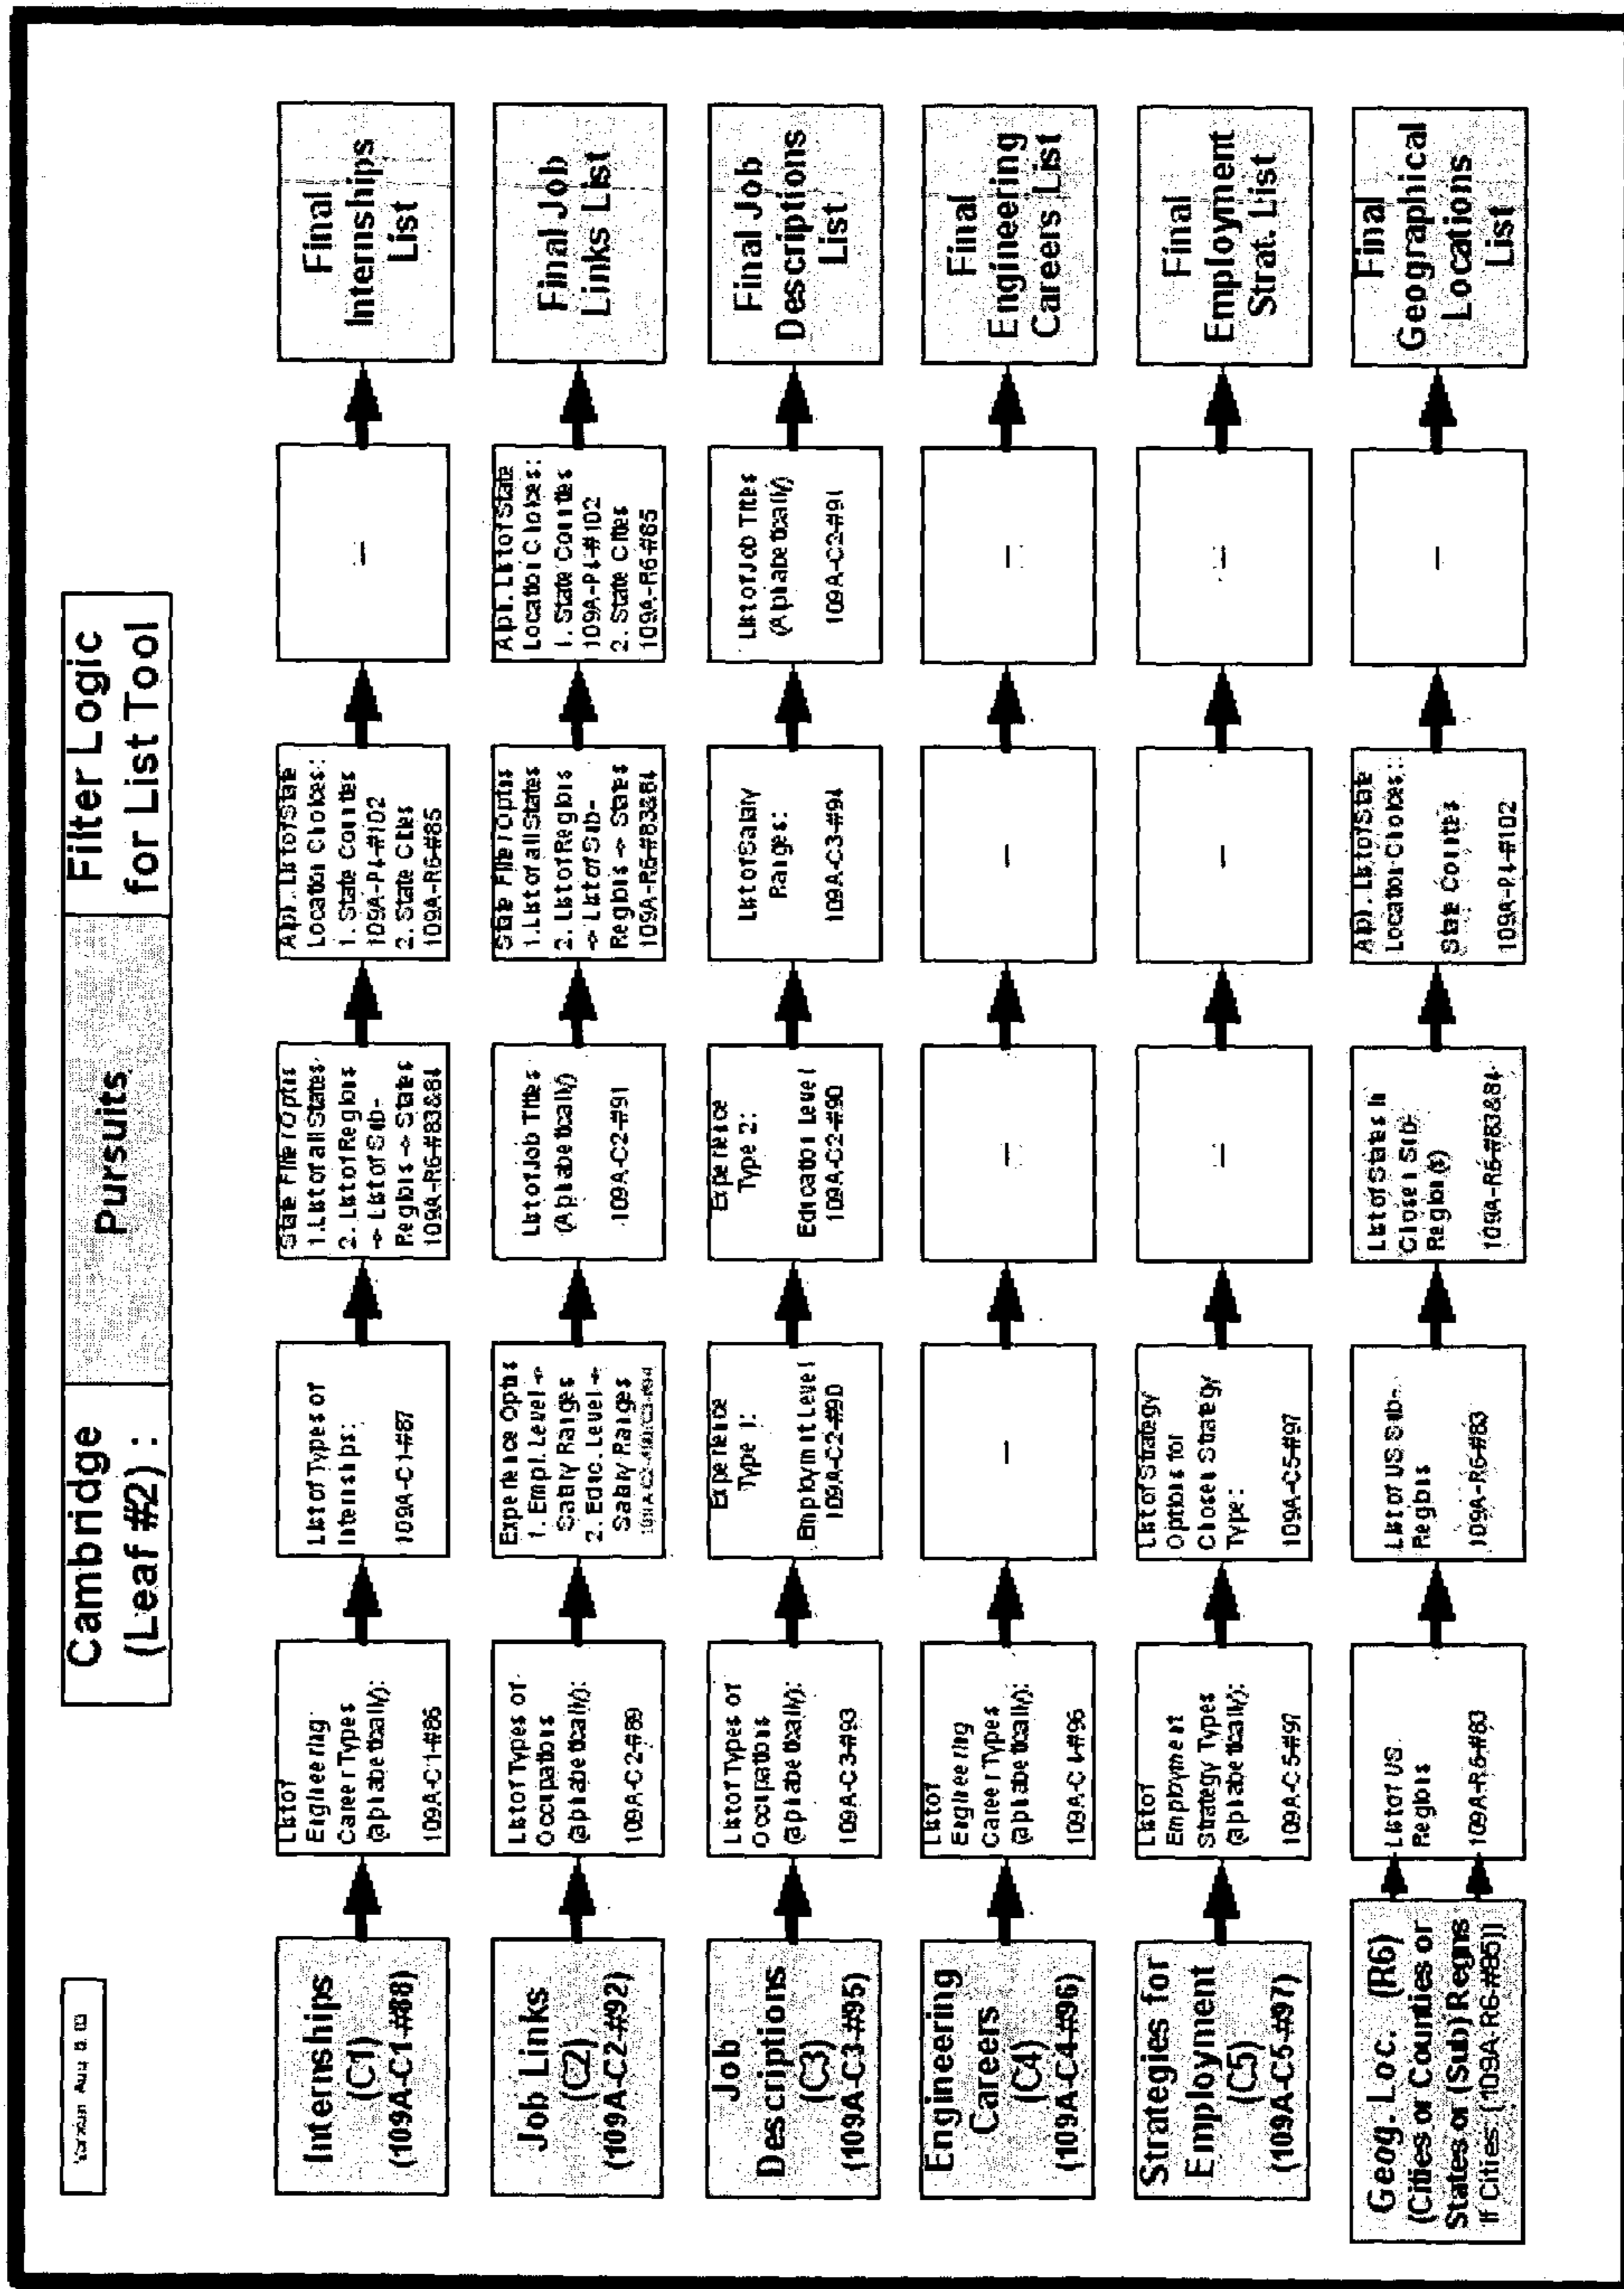 Cambridge
(Leaf #2) :
Pursuits
Filter Logic
for List Tool
Internships
(C1)
(109A-C1-#88)
List of
Engineering
Career Types
(alphabetically):
109A-C1-#86
List of Types of
Internships:
109A-C1-#87
State Filter Optns
1. List of all States
2. List of Regions
-> List of Sub-
Regions -> States
109A-R6-#83&84
Alph. List of State
Location Choices:
1. State Counties
109A-P4-#102
2. State Cities
109A-R6-#85
–
Final
Internships
List
Job Links
(C2)
(109A-C2-#92)
List of Types of
Occupations
(alphabetically):
109A-C2-#89
Experience Optns
1. Empl. Level ->
Salary Ranges
2. Educ. Level ->
Salary Ranges
List of Job Titles
(Alphabetically)
109A-C2-#91
State Filter Optns
1. List of all States
2. List of Regions
-> List of Sub-
Regions -> States
109A-R6-#83&84
Alph. List of State
Location Choices:
1. State Counties
109A-P4-#102
2. State Cities
109A-R6-#85
Final Job
Links List
Job
Descriptions
(C3)
(109A-C3-#95)
List of Types of
Occupations
(alphabetically):
109A-C3-#93
Experience
Type 1:
Employmnt Level
109A-C2-#90
Experience
Type 2:
Education Level
109A-C2-#90
List of Salary
Ranges:
109A-C3-#94
List of Job Titles
(Alphabetically)
109A-C2-#91
Final Job
Descriptions
List
Engineering
Careers
(C4)
(109A-C4-#96)
List of
Engineering
Career Types
(alphabetically):
109A-C4-#96
–
–
–
–
Final
Engineering
Careers List
Strategies for
Employment
(C5)
(109A-C5-#97)
List of
Employment
Strategy Types
(alphabetically):
109A-C5-#97
List of Strategy
Options for
Chosen Strategy
Type:
109A-C5-#97
–
–
–
Final
Employment
Strat. List
Geog. Loc. (R6)
(Cities or Counties or
States or (Sub) Regns
If Cities: (109A-R6-#85))
List of US
Regions
109A-R6-#83
List of US Sub-
Regions
109A-R6-#83
List of States in
Chosen Sub-
Region(s)
109A-R6-#83&84
Alph. List of State
Location Choices:
State Counties
109A-P4-#102
–
Final
Geographical
Locations
List